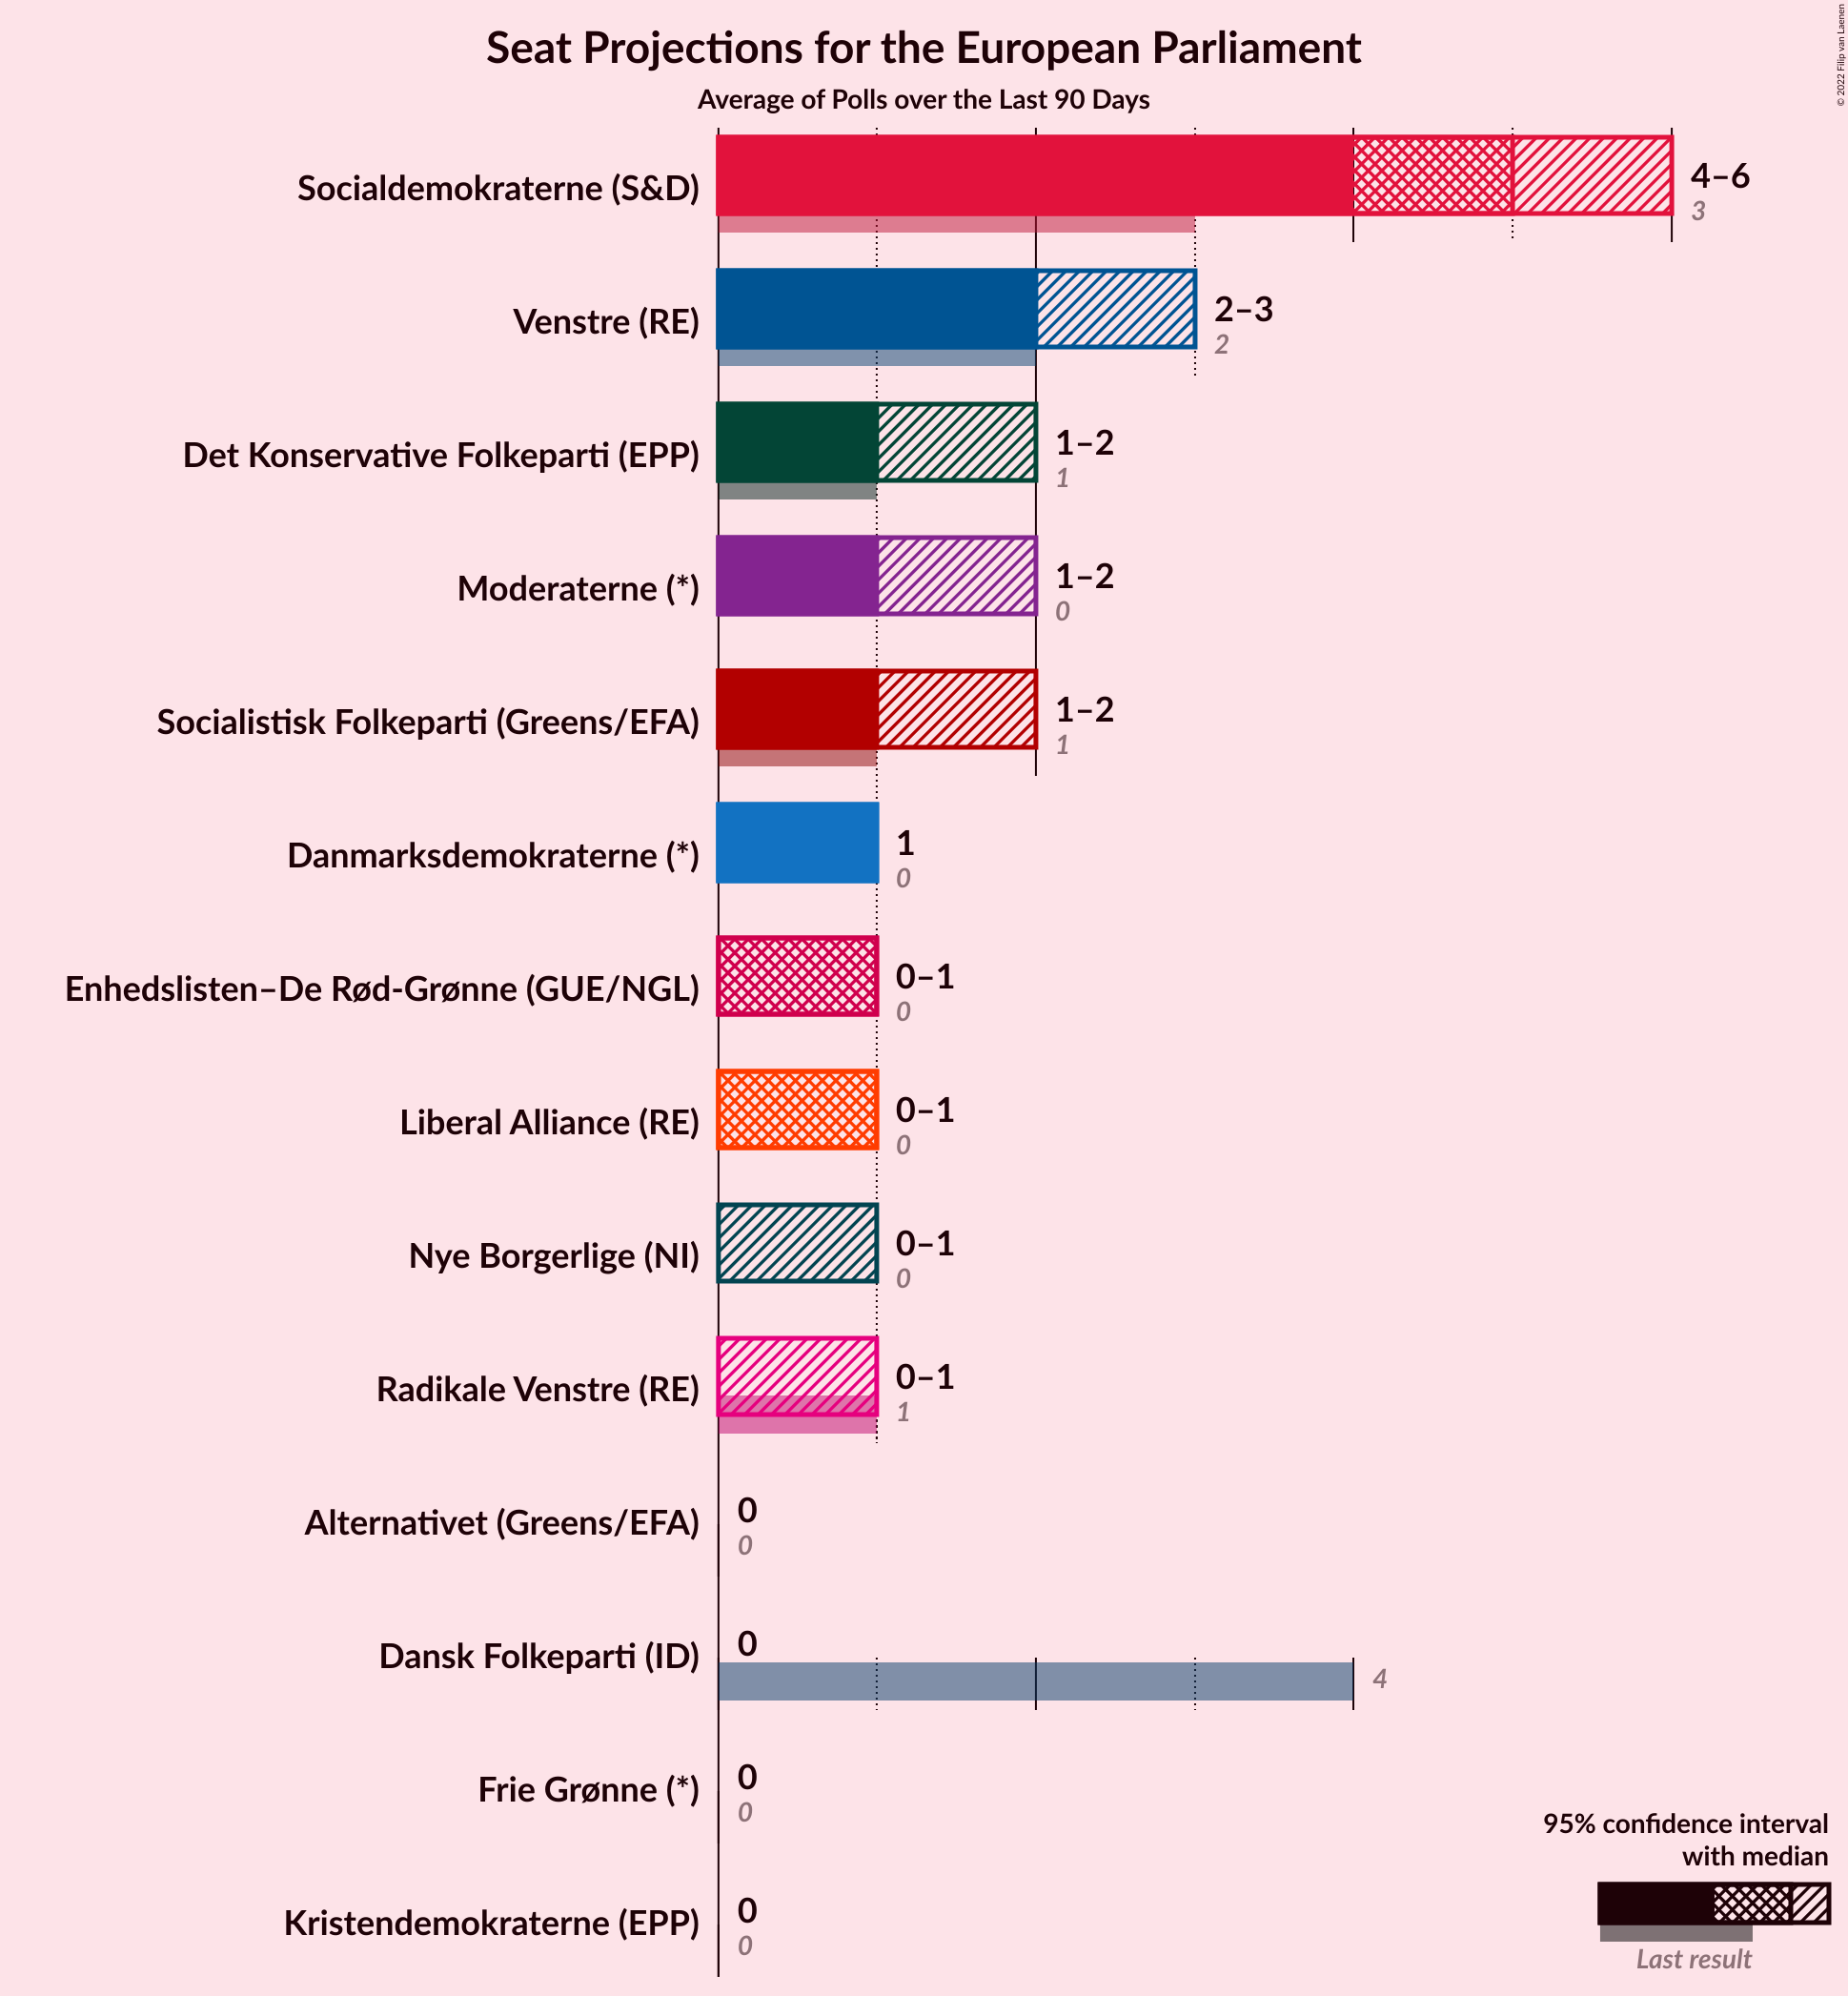 Seat Projections for the European Parliament
Average of Polls over the Last 90 Days
© 2022 Filip van Laenen
Socialdemokraterne (S&D)
4–6
3
Venstre (RE)
2–3
2
Det Konservative Folkeparti (EPP)
1–2
1
Moderaterne (*)
1–2
0
Socialistisk Folkeparti (Greens/EFA)
1–2
1
Danmarksdemokraterne (*)
1
0
Enhedslisten–De Rød-Grønne (GUE/NGL)
0–1
0
Liberal Alliance (RE)
0–1
0
Nye Borgerlige (NI)
0–1
0
Radikale Venstre (RE)
0–1
1
Alternativet (Greens/EFA)
0
0
Dansk Folkeparti (ID)
0
4
Frie Grønne (*)
0
0
Kristendemokraterne (EPP)
0
0
95% confidence interval
with median
Last result